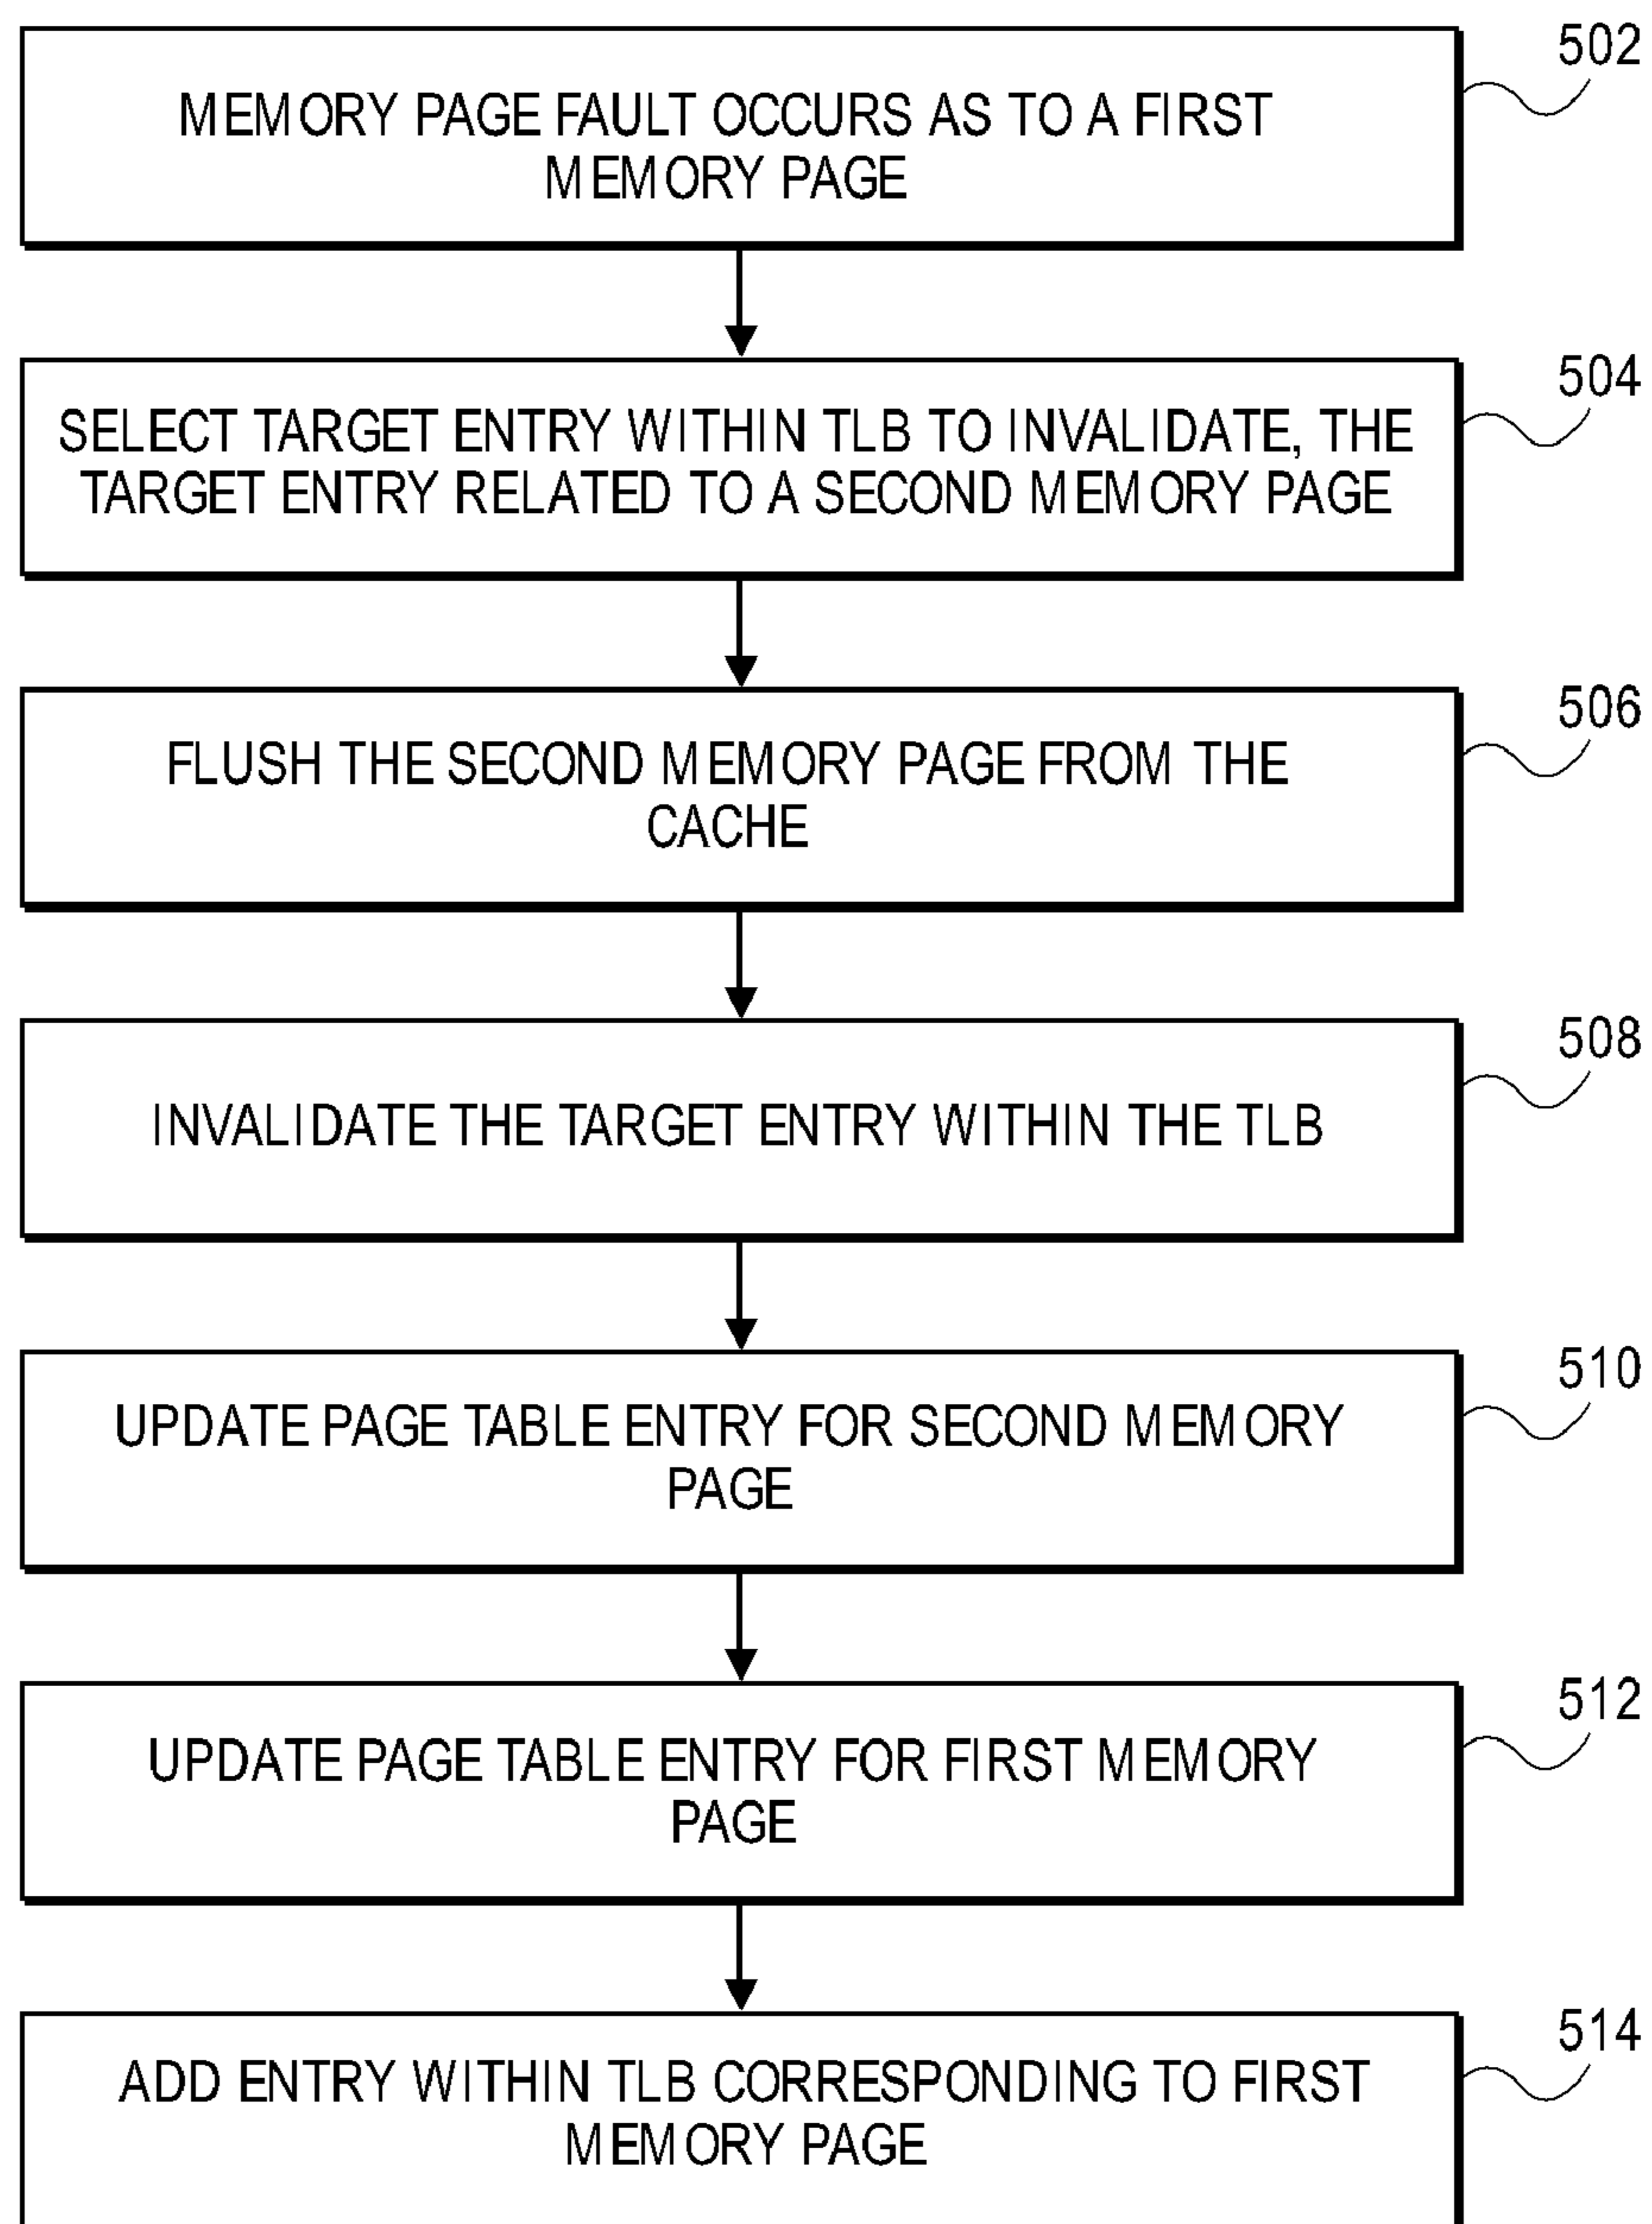 502
MEMORY PAGE FAULT OCCURS AS TO A FIRST
MEMORY PAGE
504
SELECT TARGET ENTRY WITHIN TLB TO INVALIDATE, THE
TARGET ENTRY RELATED TO A SECOND MEMORY PAGE
506
FLUSH THE SECOND MEMORY PAGE FROM THE
CACHE
508
INVALIDATE THE TARGET ENTRY WITHIN THE TLB
510
UPDATE PAGE TABLE ENTRY FOR SECOND MEMORY
PAGE
512
UPDATE PAGE TABLE ENTRY FOR FIRST MEMORY
PAGE
514
ADD ENTRY WITHIN TLB CORRESPONDING TO FIRST
MEMORY PAGE